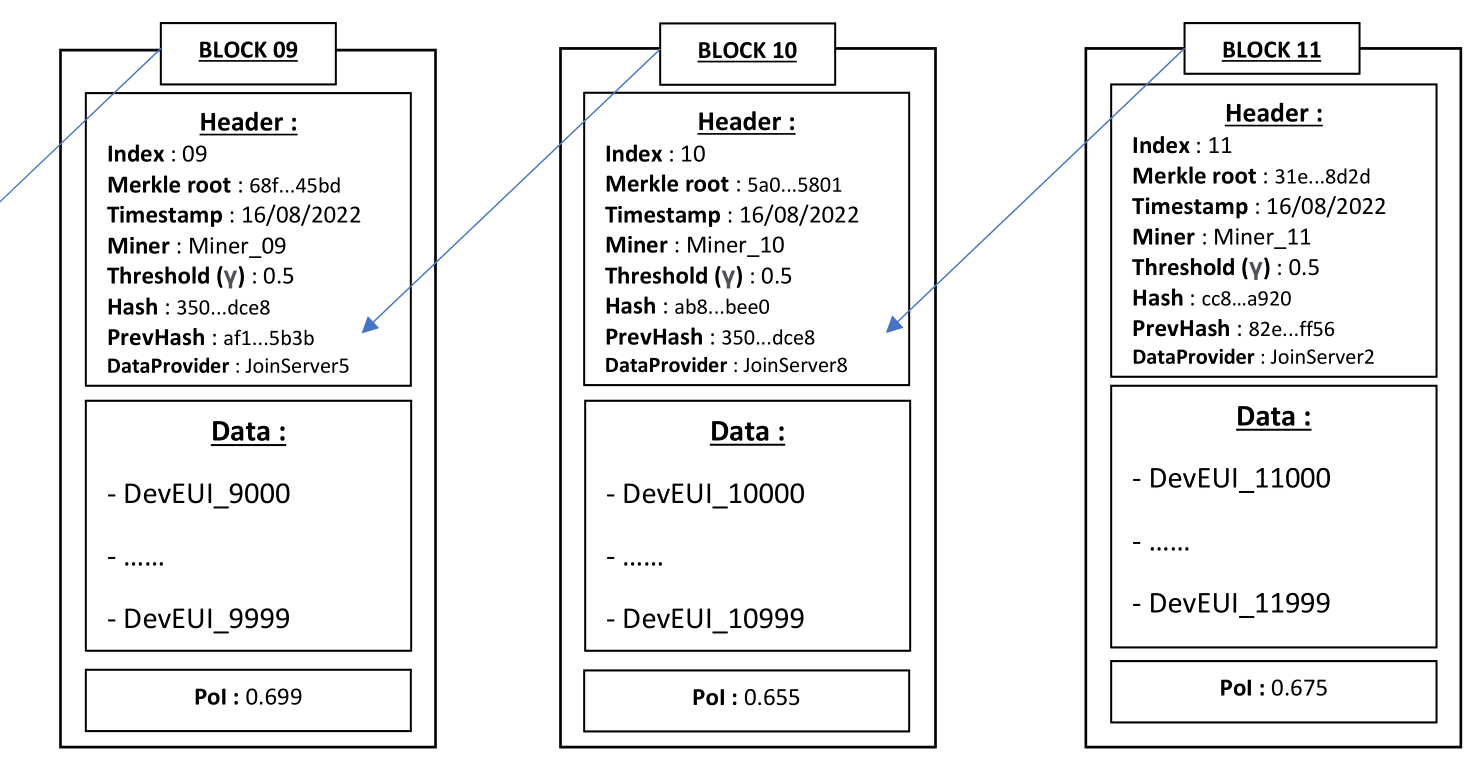 BLOCK 09
Header :
Index : 09
Merkle root : 68f...45bd
Timestamp : 16/08/2022
Miner : Miner_09
Threshold (γ) : 0.5
Hash : 350...dce8
PrevHash : af1...5b3b
DataProvider : JoinServer5
Data :
- DevEUI_9000
- ......
- DevEUI_9999
PoI : 0.699
BLOCK 10
Header :
Index : 10
Merkle root : 5a0...5801
Timestamp : 16/08/2022
Miner : Miner_10
Threshold (γ) : 0.5
Hash : ab8...bee0
PrevHash : 350...dce8
DataProvider : JoinServer8
Data :
- DevEUI_10000
- ......
- DevEUI_10999
PoI : 0.655
BLOCK 11
Header :
Index : 11
Merkle root : 31e...8d2d
Timestamp : 16/08/2022
Miner : Miner_11
Threshold (γ) : 0.5
Hash : cc8...a920
PrevHash : 82e...ff56
DataProvider : JoinServer2
Data :
- DevEUI_11000
- ......
- DevEUI_11999
PoI : 0.675